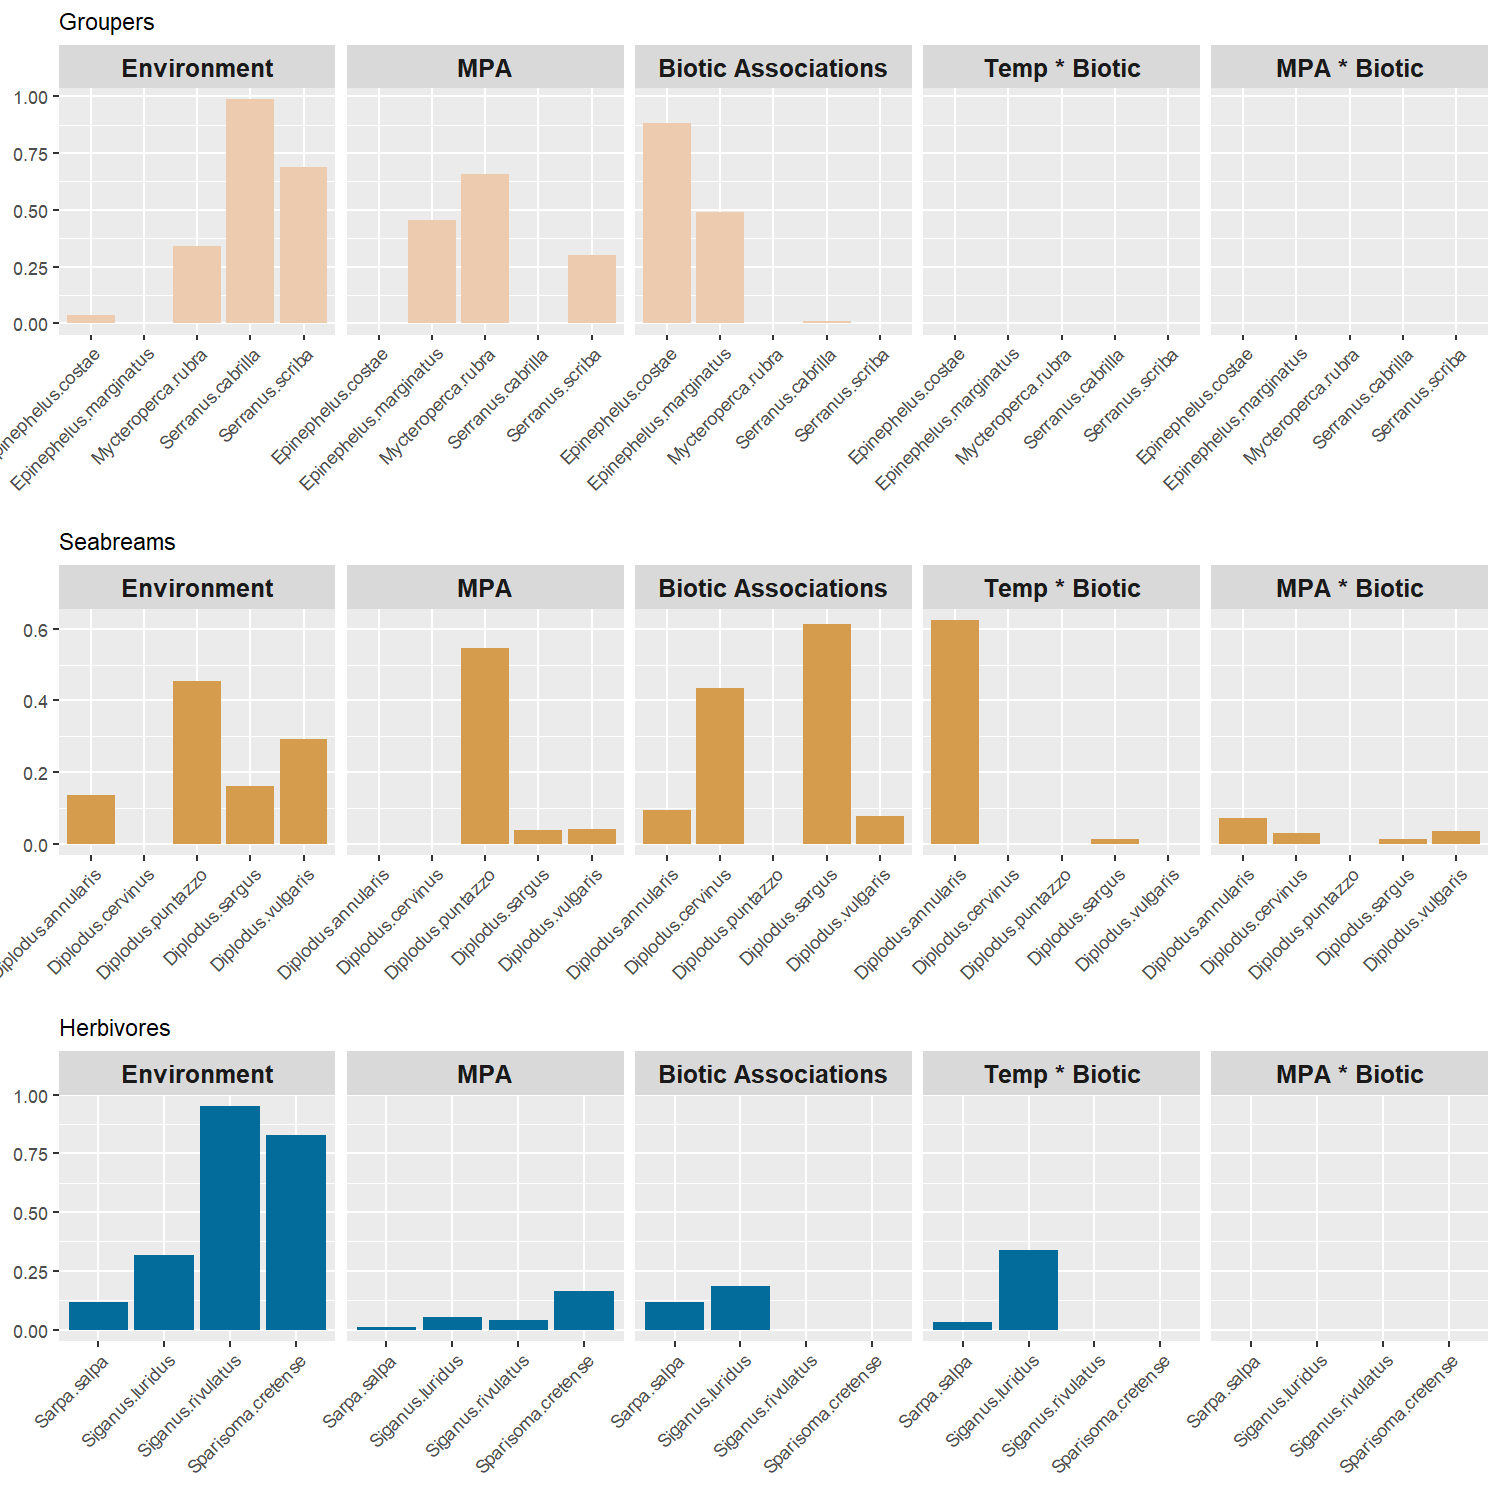 Groupers
Environment MPA Biotic Associations Temp * Biotic MPA * Biotic
1.00
0.75
0.50
0.25
0.00
Epinephelus.marginatus Mycteroperca.rubra Serranus.cabrilla Serranus.scriba Epinephelus.costae Epinephelus.marginatus Mycteroperca.rubra Serranus.cabrilla Serranus.scriba Epinephelus.costae Epinephelus.marginatus Mycteroperca.rubra Serranus.cabrilla Serranus.scriba Epinephelus.costae Epinephelus.marginatus Mycteroperca.rubra Serranus.cabrilla Serranus.scriba Epinephelus.costae Epinephelus.marginatus Mycteroperca.rubra Serranus.cabrilla Serranus.scriba
Seabreams
Environment MPA Biotic Associations Temp * Biotic MPA * Biotic
0.6
0.4
0.2
0.0
Diplodus.annularis Diplodus.cervinus Diplodus.puntazzo Diplodus.sargus Diplodus.vulgaris Diplodus.annularis Diplodus.cervinus Diplodus.puntazzo Diplodus.sargus Diplodus.vulgaris Diplodus.annularis Diplodus.cervinus Diplodus.puntazzo Diplodus.sargus Diplodus.vulgaris Diplodus.annularis Diplodus.cervinus Diplodus.puntazzo Diplodus.sargus Diplodus.vulgaris Diplodus.annularis Diplodus.cervinus Diplodus.puntazzo Diplodus.sargus Diplodus.vulgaris
Herbivores
Environment MPA Biotic Associations Temp * Biotic MPA * Biotic
1.00
0.75
0.50
0.25
0.00
Sarpa.salpa Siganus.luridus Siganus.rivulatus Sparisoma.cretense Sarpa.salpa Siganus.luridus Siganus.rivulatus Sparisoma.cretense Sarpa.salpa Siganus.luridus Siganus.rivulatus Sparisoma.cretense Sarpa.salpa Siganus.luridus Siganus.rivulatus Sparisoma.cretense Sarpa.salpa Siganus.luridus Siganus.rivulatus Sparisoma.cretense